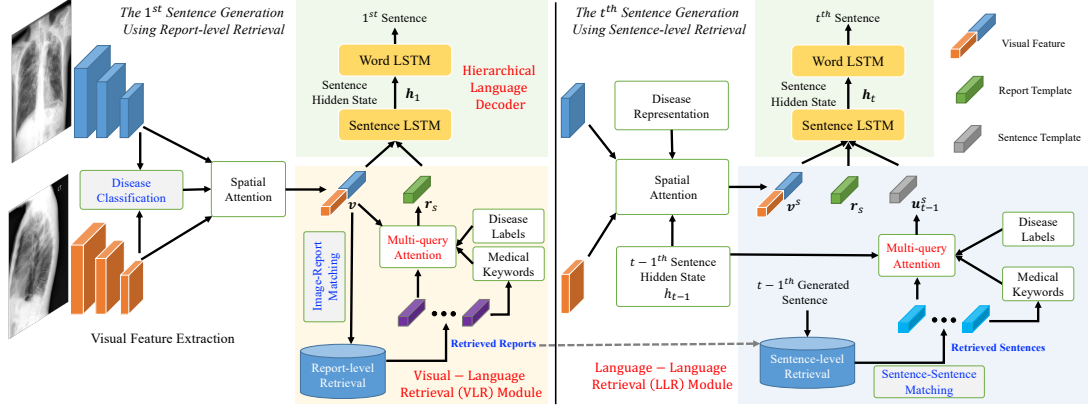 The 1st Sentence Generation
Using Report-level Retrieval
1st Sentence
Word LSTM
Sentence
Hidden State
h1
Hierarchical
Language
Decoder
Sentence LSTM
Disease
Classification
Spatial
Attention
v
rs
Image-Report
Matching
Multi-query
Attention
Disease
Labels
Medical
Keywords
Retrieved Reports
Report-level
Retrieval
Visual – Language
Retrieval (VLR) Module
Visual Feature Extraction
LT
The tth Sentence Generation
Using Sentence-level Retrieval
tth Sentence
Word LSTM
Sentence
Hidden State
ht
Sentence LSTM
Disease
Representation
Spatial
Attention
t − 1th Sentence
Hidden State
ht−1
vs
rs
ust−1
Multi-query
Attention
Disease
Labels
Medical
Keywords
t − 1th Generated
Sentence
Retrieved Sentences
Sentence-level
Retrieval
Sentence-Sentence
Matching
Language – Language
Retrieval (LLR) Module
Visual Feature
Report Template
Sentence Template